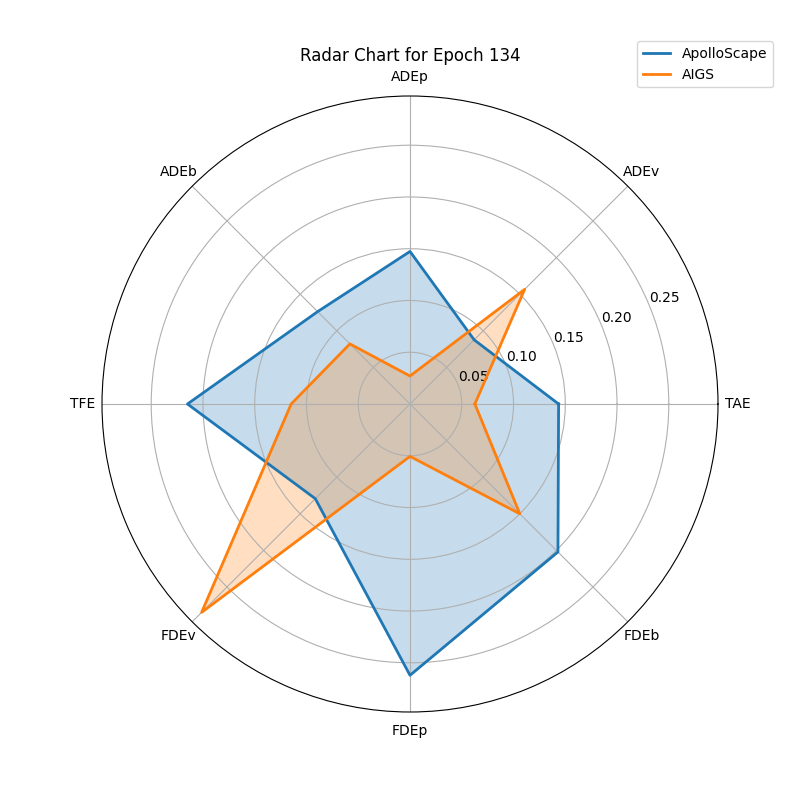 Radar Chart for Epoch 134
ApolloScape
AIGS
ADEp
ADEb
ADEv
0.25
0.20
0.15
0.10
0.05
TFE
TAE
FDEv
FDEb
FDEp